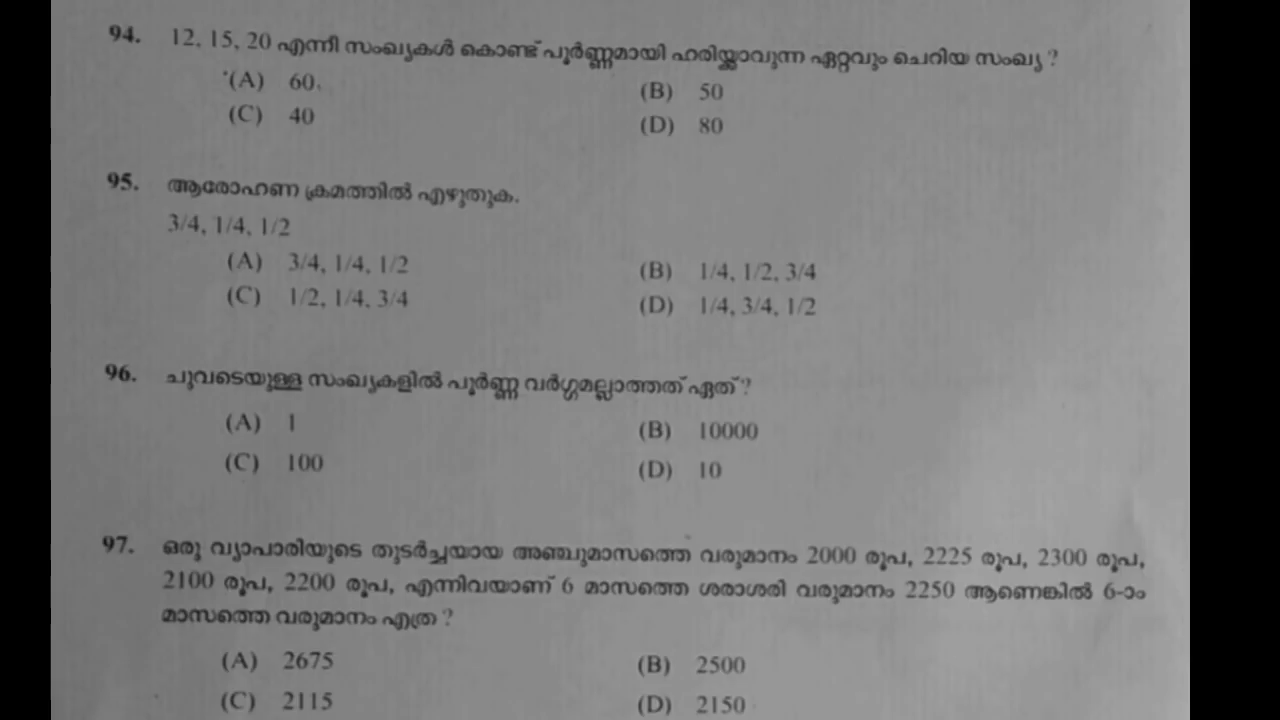 94. 12, 15, 20 എന്നീ സംഖ്യകൾ കൊണ്ട് പൂർണ്ണമായി ഹരിയ്ക്കാവുന്ന ഏറ്റവും ചെറിയ സംഖ്യ ?
(A) 60 (B) 50
(C) 40 (D) 80
95. ആരോഹണ ക്രമത്തിൽ എഴുതുക.
3/4, 1/4, 1/2
(A) 3/4, 1/4, 1/2 (B) 1/4, 1/2, 3/4
(C) 1/2, 1/4, 3/4 (D) 1/4, 3/4, 1/2
96. ചുവടെയുള്ള സംഖ്യകളിൽ പൂർണ്ണ വർഗ്ഗമല്ലാത്തത് ഏത് ?
(A) 1 (B) 10000
(C) 100 (D) 10
97. ഒരു വ്യാപാരിയുടെ തുടർച്ചയായ അഞ്ചുമാസത്തെ വരുമാനം 2000 രൂപ, 2225 രൂപ, 2300 രൂപ,
2100 രൂപ, 2200 രൂപ, എന്നിവയാണ് 6 മാസത്തെ ശരാശരി വരുമാനം 2250 ആണെങ്കിൽ 6-ാം
മാസത്തെ വരുമാനം എത്ര ?
(A) 2675 (B) 2500
(C) 2115 (D) 2150